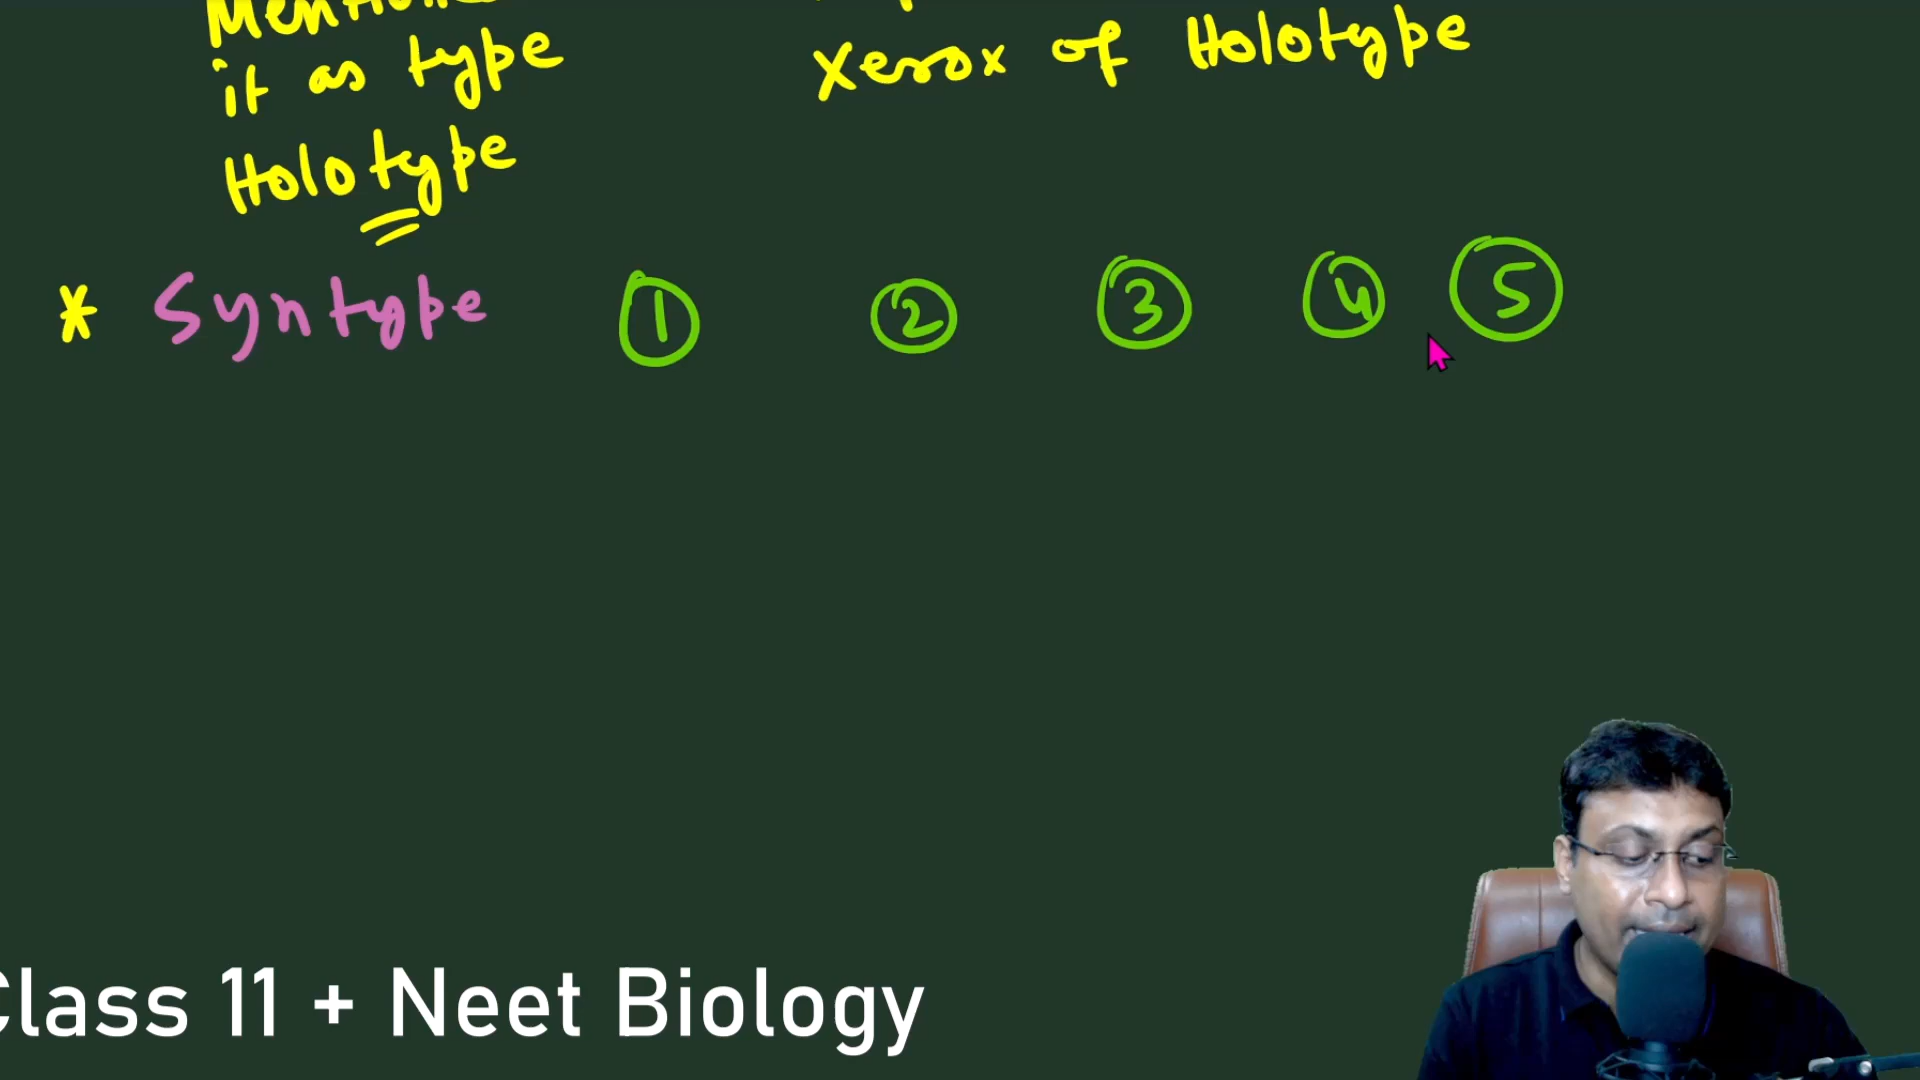 it as type
Xerox of Holotype
Holotype
* Syntype 1 2 3 4 5
Class 11 + Neet Biology